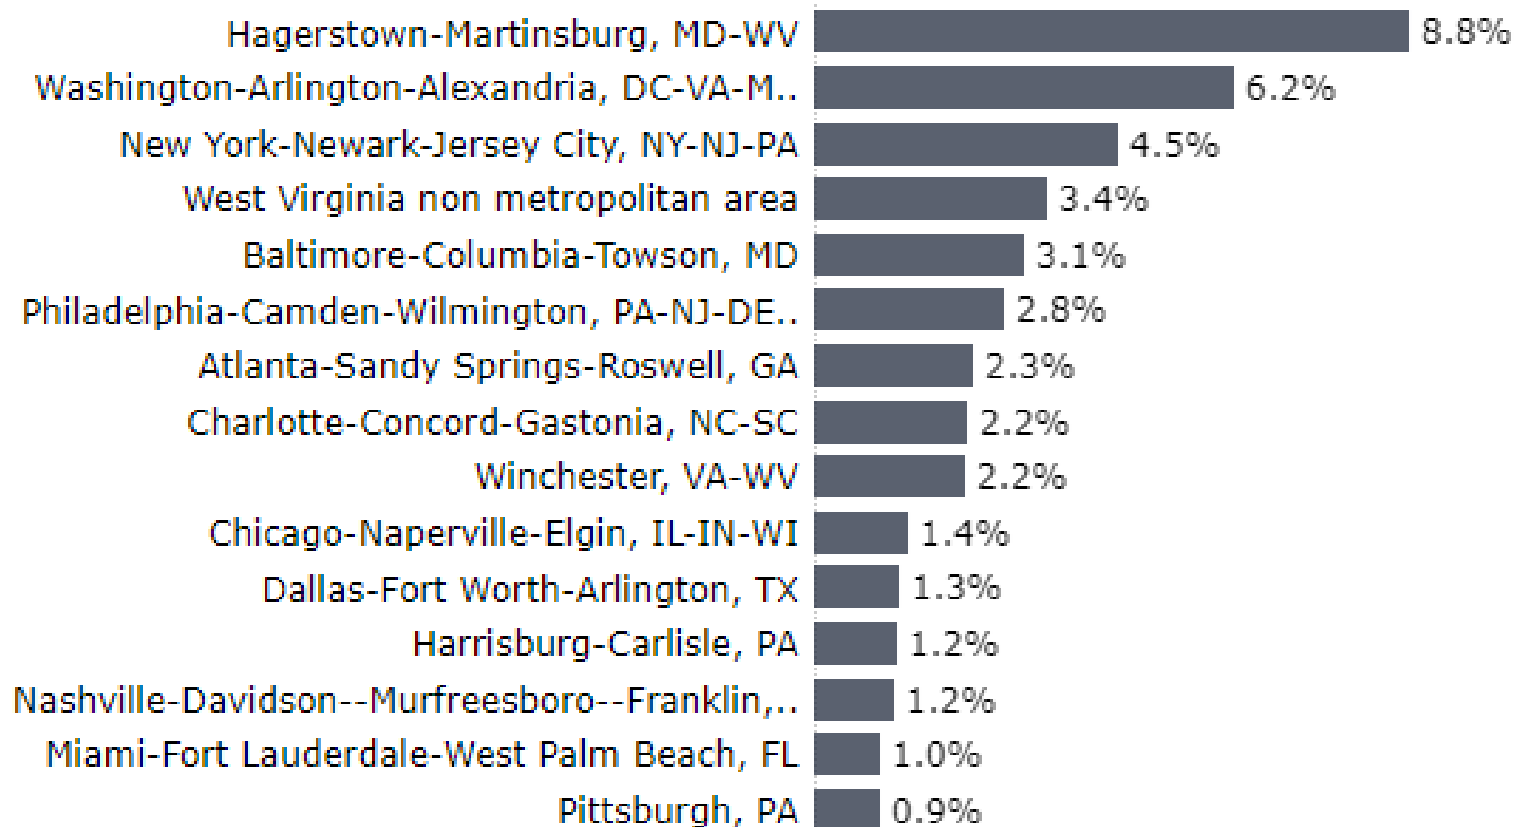 Hagerstown-Martinsburg, MD-WV 8.8%
Washington-Arlington-Alexandria, DC-VA-M.. 6.2%
New York-Newark-Jersey City, NY-NJ-PA 4.5%
West Virginia non metropolitan area 3.4%
Baltimore-Columbia-Towson, MD 3.1%
Philadelphia-Camden-Wilmington, PA-NJ-DE.. 2.8%
Atlanta-Sandy Springs-Roswell, GA 2.3%
Charlotte-Concord-Gastonia, NC-SC 2.2%
Winchester, VA-WV 2.2%
Chicago-Naperville-Elgin, IL-IN-WI 1.4%
Dallas-Fort Worth-Arlington, TX 1.3%
Harrisburg-Carlisle, PA 1.2%
Nashville-Davidson--Murfreesboro--Franklin,.. 1.2%
Miami-Fort Lauderdale-West Palm Beach, FL 1.0%
Pittsburgh, PA 0.9%